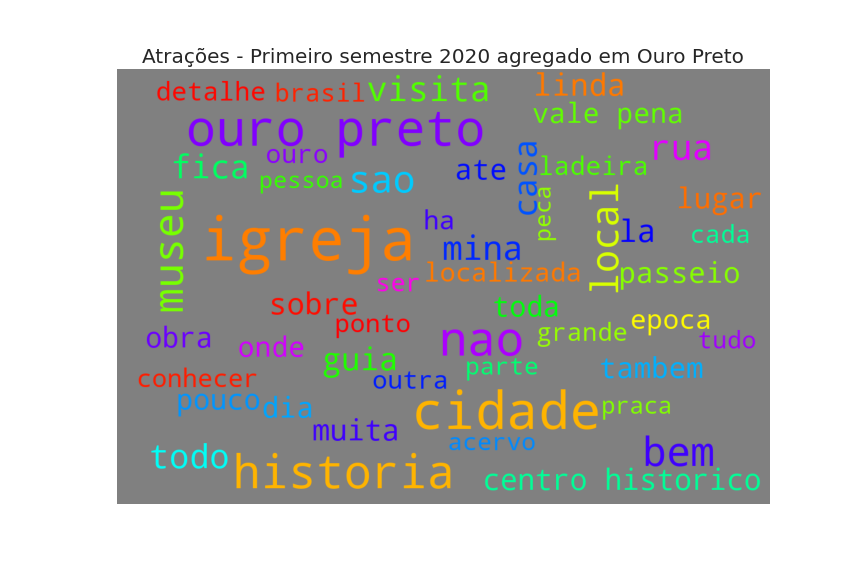 Atrações - Primeiro semestre 2020 agregado em Ouro Preto
detalhe
brasil
visita
linda
vale pena
ouro preto
rua
ouro
casa
fica
pessoa
sao
ate
ladeira
lugar
museu
igreja
ha
peca
local
la
cada
mina
localizada
passeio
ser
sobre
toda
ponto
epoca
obra
onde
nao
grande
tudo
guia
parte
tambem
conhecer
outra
pouco
dia
cidade
praca
muita
acervo
bem
todo
historia
centro historico